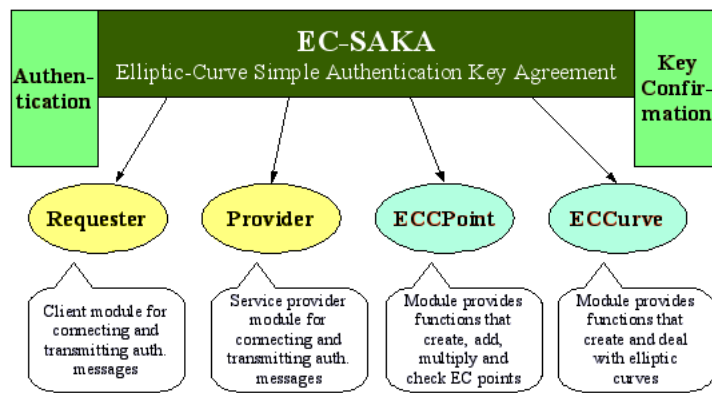 EC-SAKA
Elliptic-Curve Simple Authentication Key Agreement
Authen-
tication
Key
Confir-
mation
Requester
Provider
ECCPoint
ECCurve
Client module for
connecting and
transmitting auth.
messages
Service provider
module for
connecting and
transmitting auth.
messages
Module provides
functions that
create, add,
multiply and
check EC points
Module provides
functions that
create and deal
with elliptic
curves